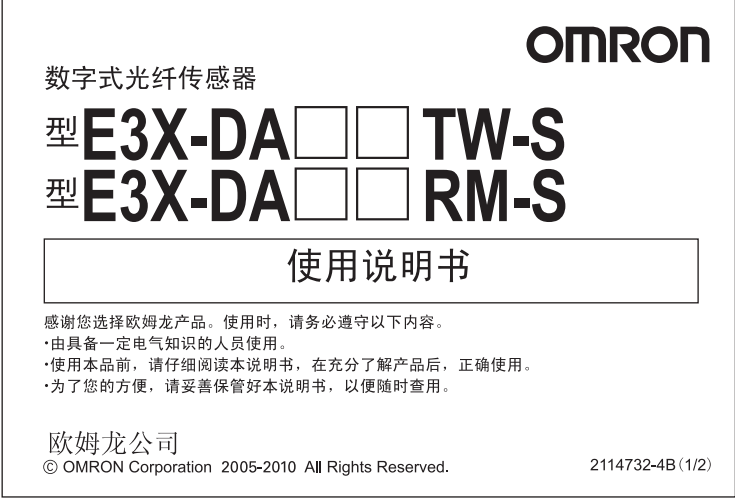 OMRON
数字式光纤传感器
型E3X-DA□□TW-S
型E3X-DA□□RM-S
使用说明书
感谢您选择欧姆龙产品。使用时，请务必遵守以下内容。
·由具备一定电气知识的人员使用。
·使用本品前，请仔细阅读本说明书，在充分了解产品后，正确使用。
·为了您的方便，请妥善保管好本说明书，以便随时查用。
欧姆龙公司
© OMRON Corporation 2005-2010 All Rights Reserved.
2114732-4B(1/2)